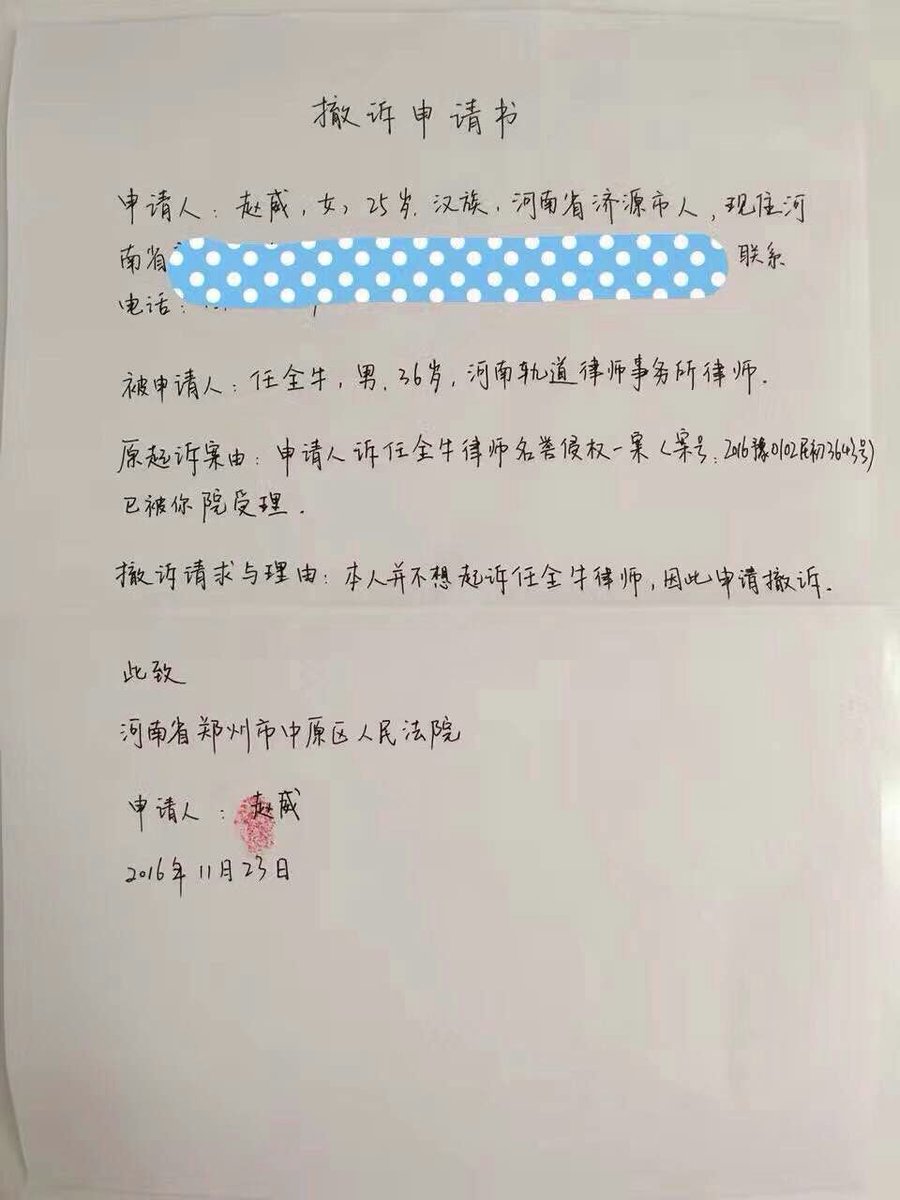 撤诉申请书
申请人：赵威，女，25岁，汉族，河南省济源市人，现住河
南省 联系
电话：
被申请人：任全牛，男，36岁，河南轨道律师事务所律师.
原起诉案由：申请人诉任全牛律师名誉侵权一案（案号：2016豫0102民初3643号）
已被你院受理.
撤诉请求与理由：本人并不想起诉任全牛律师，因此申请撤诉.
此致
河南省郑州市中原区人民法院
申请人：赵威
2016年11月23日